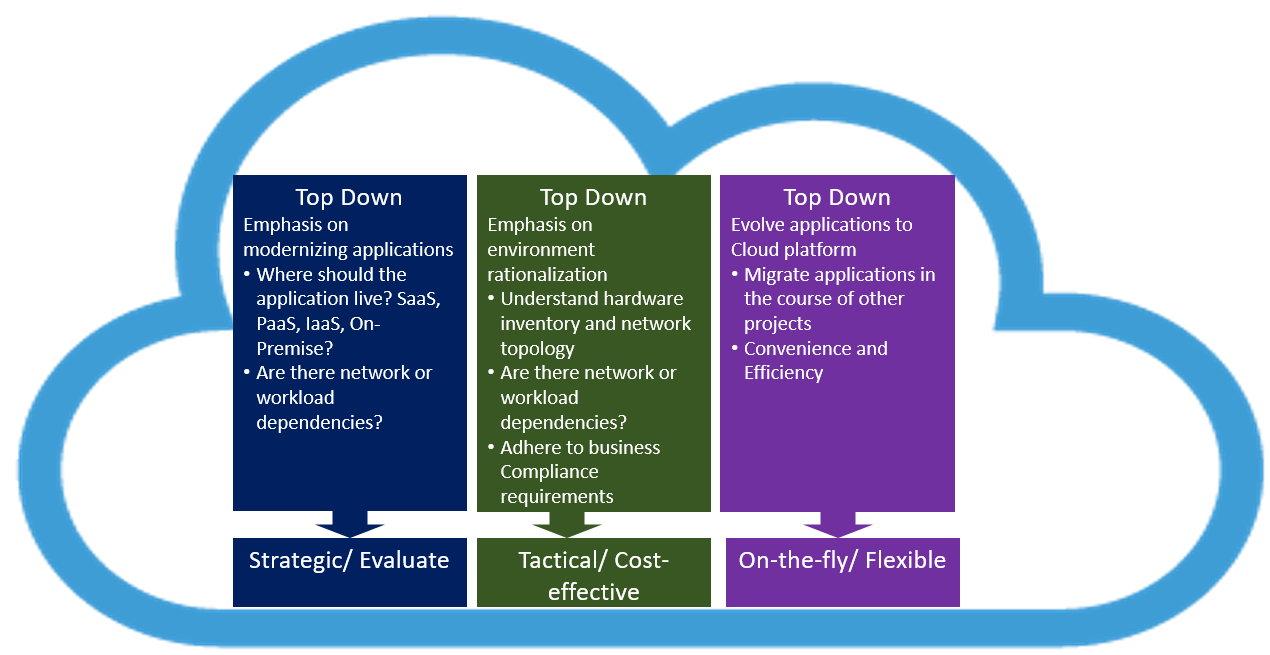 Top Down
Emphasis on
modernizing applications
• Where should the
application live? SaaS,
PaaS, IaaS, On-
Premise?
• Are there network or
workload
dependencies?
Strategic/ Evaluate
Top Down
Emphasis on
environment
rationalization
• Understand hardware
inventory and network
topology
• Are there network or
workload
dependencies?
• Adhere to business
Compliance
requirements
Tactical/ Cost-
effective
Top Down
Evolve applications to
Cloud platform
• Migrate applications in
the course of other
projects
• Convenience and
Efficiency
On-the-fly/ Flexible